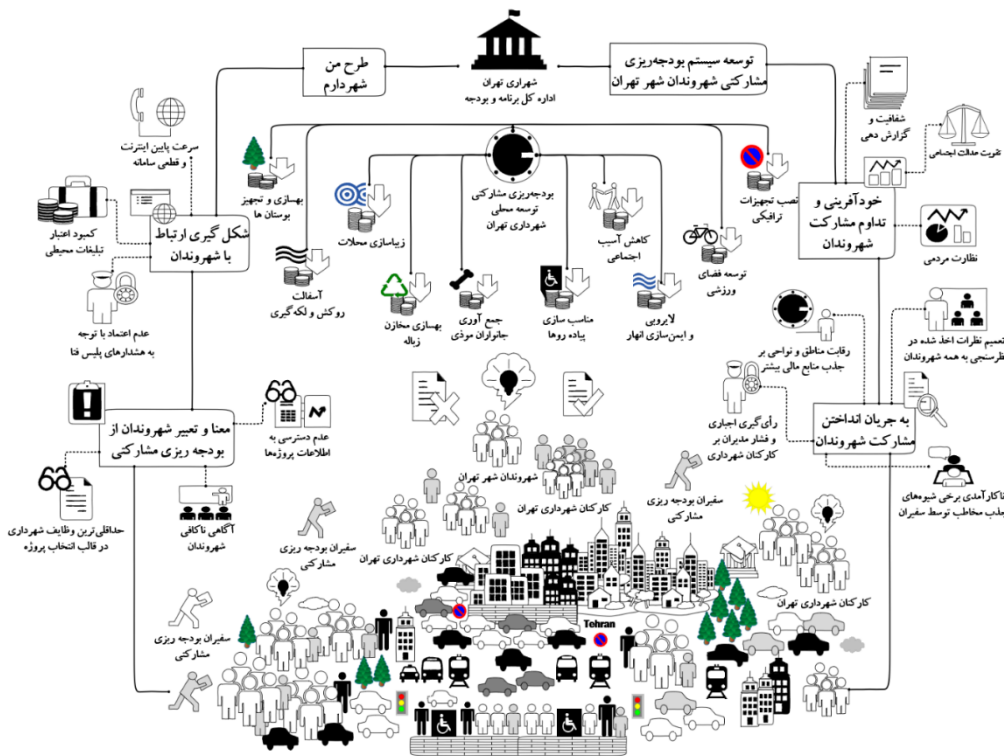 طرح من
شهردارم
شهراری تهران
اداره کل برنامه و بودجه
توسعه سیستم بودجه‌ریزی
مشارکتی شهروندان شهر تهران
سرعت پایین اینترنت
و قطعی سامانه
کمبود اعتبار
تبلیغات محیطی
شکل گیری ارتباط
با شهروندان
عدم اعتماد با توجه
به هشدارهای پلیس فتا
بهسازی و تجهیز
بوستان ها
زیباسازی محلات
بودجه‌ریزی مشارکتی
توسعه محلی
شهرداری تهران
کاهش آسیب
اجتماعی
نصب تجهیزات
ترافیکی
آسفالت
روکش و لکه‌گیری
بهسازی مخازن
زباله
جمع آوری
جانواران موذی
مناسب سازی
پیاده روها
لایروبی
و ایمن‌سازی انهار
توسعه فضای
ورزشی
شفافیت و
گزارش دهی
تقویت عدالت اجتماعی
خودآفرینی و
تداوم مشارکت
شهروندان
نظارت مردمی
رقابت مناطق و نواحی بر
جذب منابع مالی بیشتر
تعمیم نظرات اخذ شده در
نظرسنجی به همه شهروندان
رأی‌گیری اجباری
و فشار مدیران بر
کارکنان شهرداری
به جریان انداختن
مشارکت شهروندان
ناکارآمدی برخی شیوه‌های
جذب مخاطب توسط سفیران
معنا و تعبیر شهروندان از
بودجه ریزی مشارکتی
عدم دسترسی به
اطلاعات پروژه‌ها
حداقلی‌ترین وظایف شهرداری
در قالب انتخاب پروژه
آگاهی ناکافی
شهروندان
شهروندان شهر تهران
کارکنان شهرداری تهران
سفیران بودجه ریزی
مشارکتی
سفیران بودجه ریزی
مشارکتی
کارکنان شهرداری تهران
کارکنان شهرداری تهران
سفیران بودجه ریزی
مشارکتی
Tehran